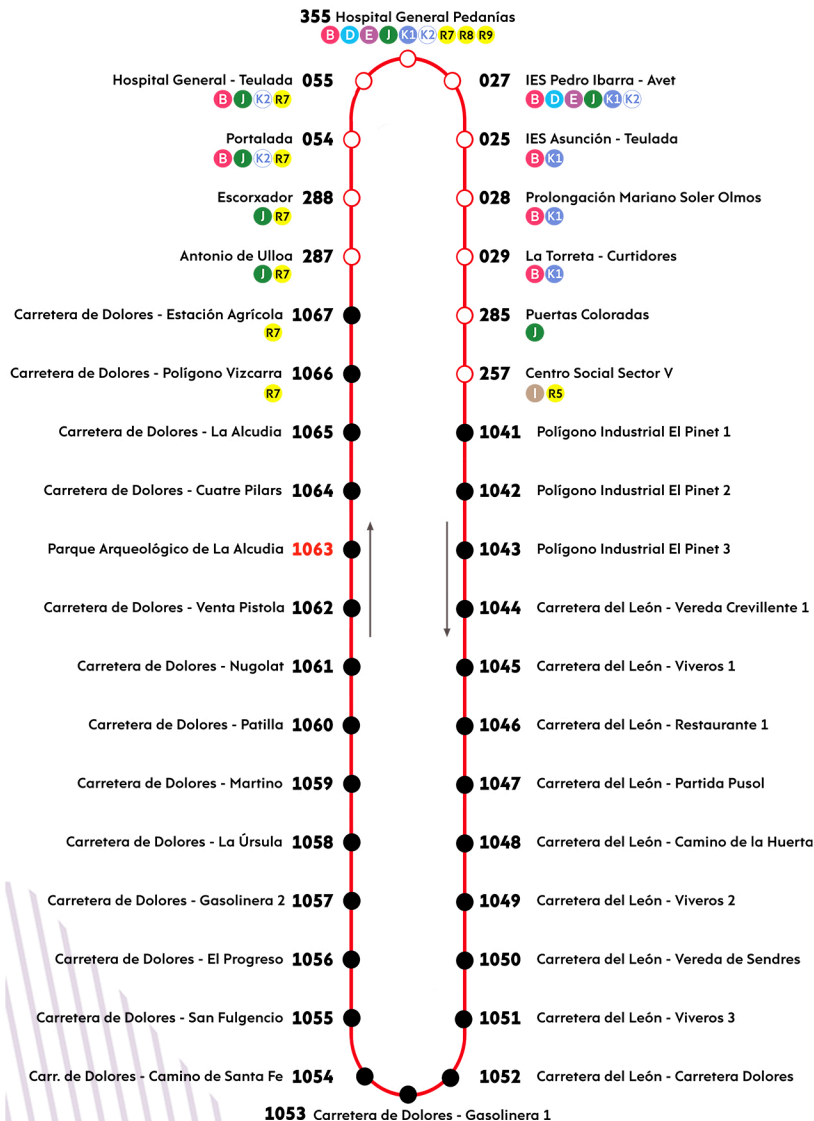 355 Hospital General Pedanías
B D E J K1 K2 R7 R8 R9
Hospital General - Teulada 055
B J K2 R7
027 IES Pedro Ibarra - Avet
B D E J K1 K2
Portalada 054
B J K2 R7
025 IES Asunción - Teulada
B K1
Escorxador 288
J R7
028 Prolongación Mariano Soler Olmos
B K1
Antonio de Ulloa 287
J R7
029 La Torreta - Curtidores
B K1
Carretera de Dolores - Estación Agrícola 1067
R7
285 Puertas Coloradas
J
Carretera de Dolores - Polígono Vizcarra 1066
R7
257 Centro Social Sector V
I R5
Carretera de Dolores - La Alcudia 1065
1041 Polígono Industrial El Pinet 1
Carretera de Dolores - Cuatre Pilars 1064
1042 Polígono Industrial El Pinet 2
Parque Arqueológico de La Alcudia 1063
1043 Polígono Industrial El Pinet 3
Carretera de Dolores - Venta Pistola 1062
1044 Carretera del León - Vereda Crevillente 1
Carretera de Dolores - Nugolat 1061
1045 Carretera del León - Viveros 1
Carretera de Dolores - Patilla 1060
1046 Carretera del León - Restaurante 1
Carretera de Dolores - Martino 1059
1047 Carretera del León - Partida Pusol
Carretera de Dolores - La Úrsula 1058
1048 Carretera del León - Camino de la Huerta
Carretera de Dolores - Gasolinera 2 1057
1049 Carretera del León - Viveros 2
Carretera de Dolores - El Progreso 1056
1050 Carretera del León - Vereda de Sendres
Carretera de Dolores - San Fulgencio 1055
1051 Carretera del León - Viveros 3
Carr. de Dolores - Camino de Santa Fe 1054
1052 Carretera del León - Carretera Dolores
1053 Carretera de Dolores - Gasolinera 1